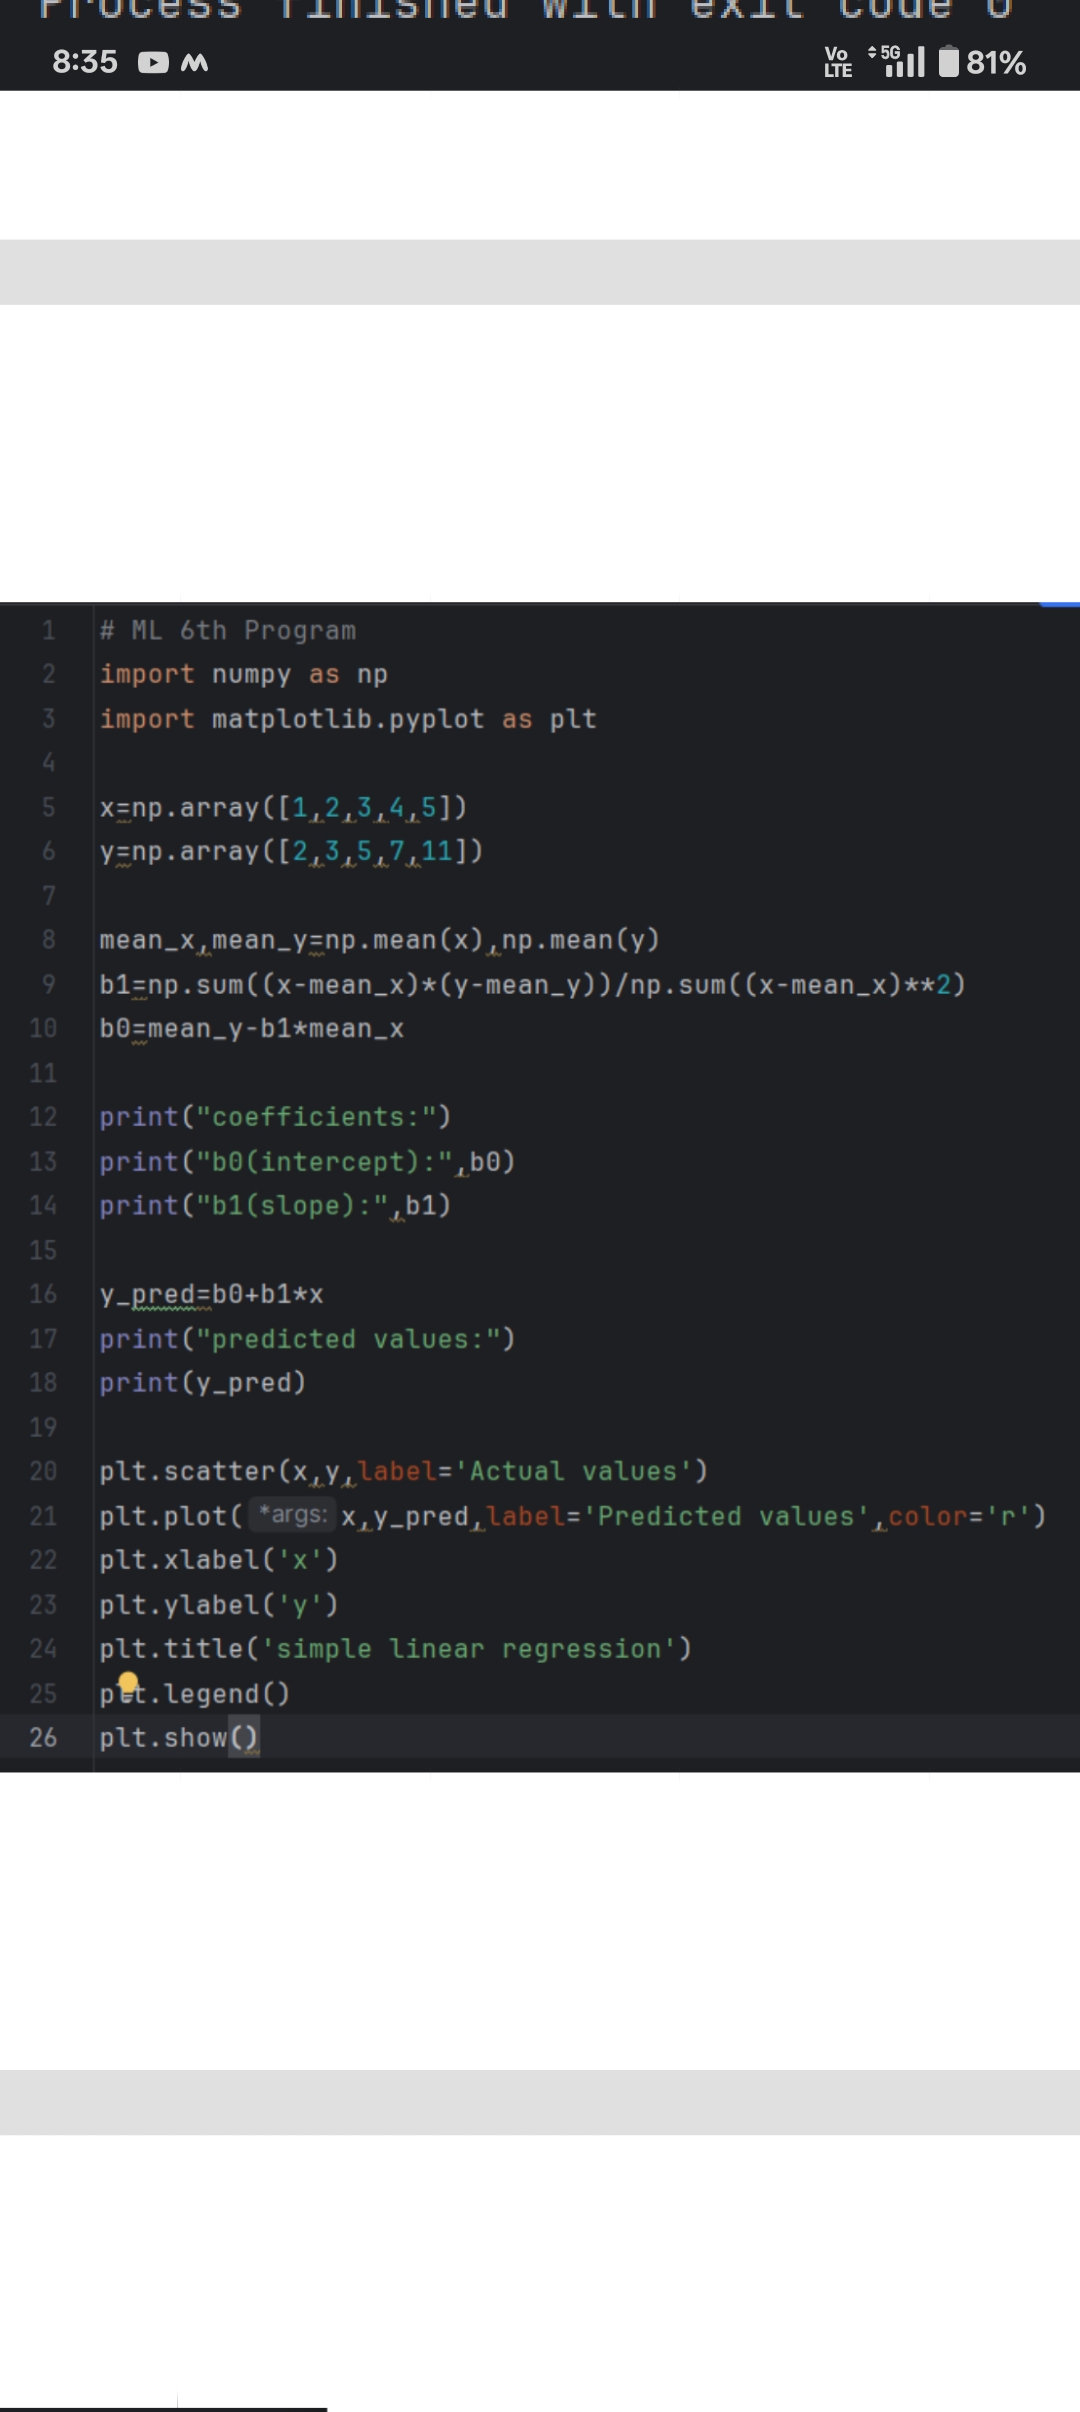 Process finished with exit code 0
8:35 Vo LTE 5G 81%
1 # ML 6th Program
2 import numpy as np
3 import matplotlib.pyplot as plt
4
5 x=np.array([1,2,3,4,5])
6 y=np.array([2,3,5,7,11])
7
8 mean_x,mean_y=np.mean(x),np.mean(y)
9 b1=np.sum((x-mean_x)*(y-mean_y))/np.sum((x-mean_x)**2)
10 b0=mean_y-b1*mean_x
11
12 print("coefficients:")
13 print("b0(intercept):",b0)
14 print("b1(slope):",b1)
15
16 y_pred=b0+b1*x
17 print("predicted values:")
18 print(y_pred)
19
20 plt.scatter(x,y,label='Actual values')
21 plt.plot( *args: x,y_pred,label='Predicted values',color='r')
22 plt.xlabel('x')
23 plt.ylabel('y')
24 plt.title('simple linear regression')
25 plt.legend()
26 plt.show()